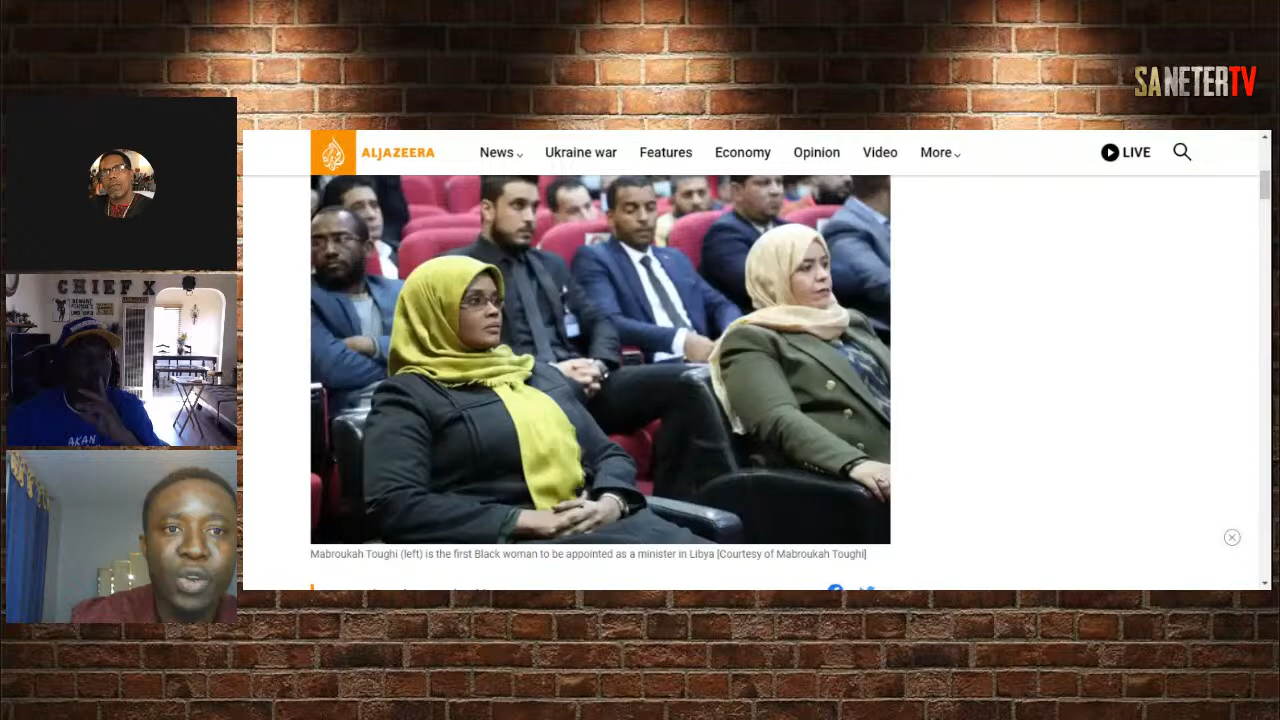 SANETERTV
ALJAZEERA
News
Ukraine war
Features
Economy
Opinion
Video
More
LIVE
CHIEF X
BEWARE
AKAN
Mabroukah Toughi (left) is the first Black woman to be appointed as a minister in Libya [Courtesy of Mabroukah Toughi]